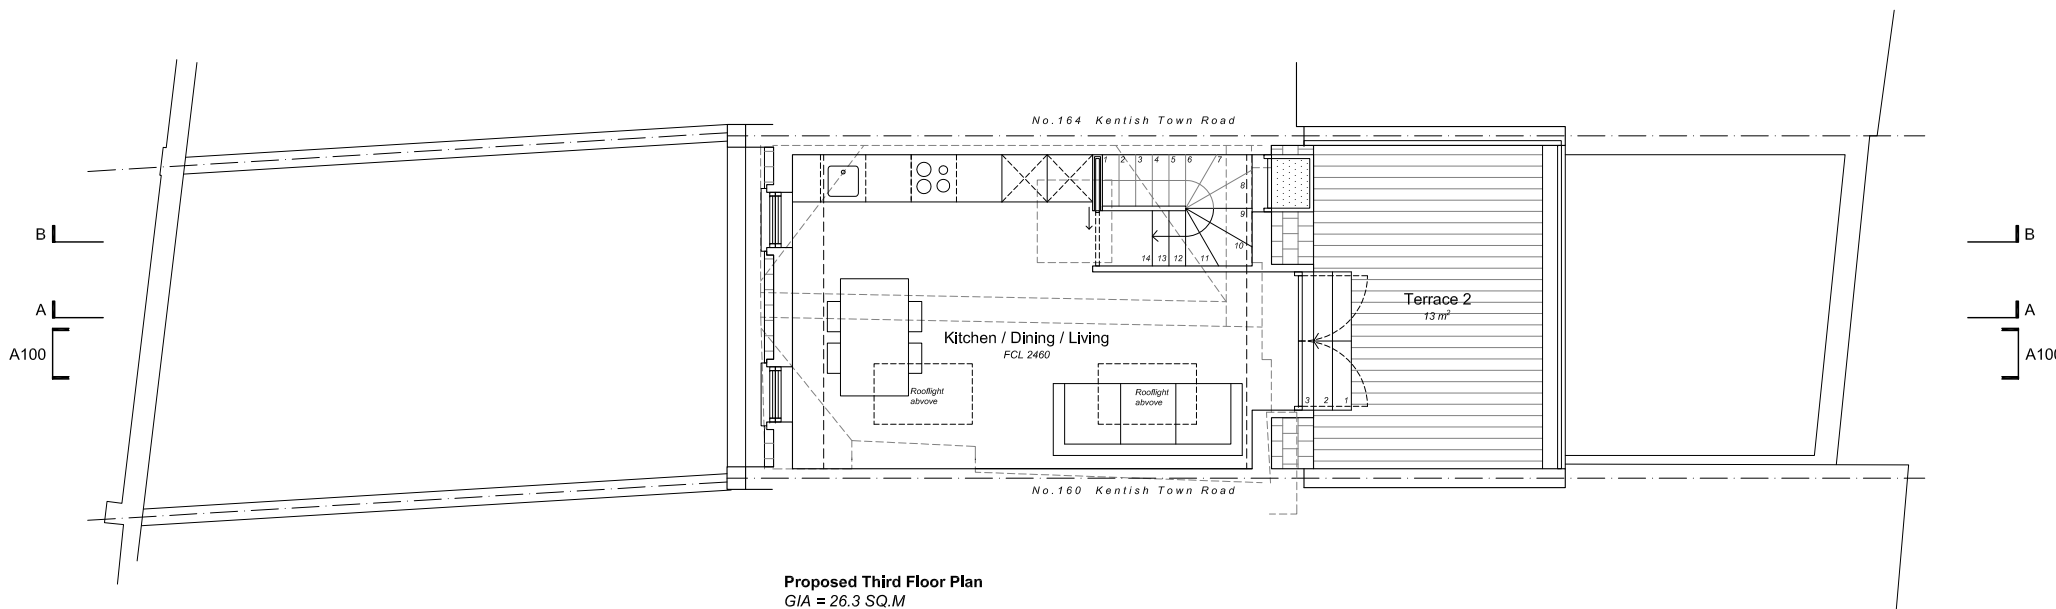 No.164 Kentish Town Road
1 2 3 4 5 6 7
8
9
10
14 13 12 11
B
B
A
A
A100
A100
Terrace 2
13 m²
Kitchen / Dining / Living
FCL 2460
Rooflight
abvove
Rooflight
abvove
3 2 1
No.160 Kentish Town Road
Proposed Third Floor Plan
GIA = 26.3 SQ.M